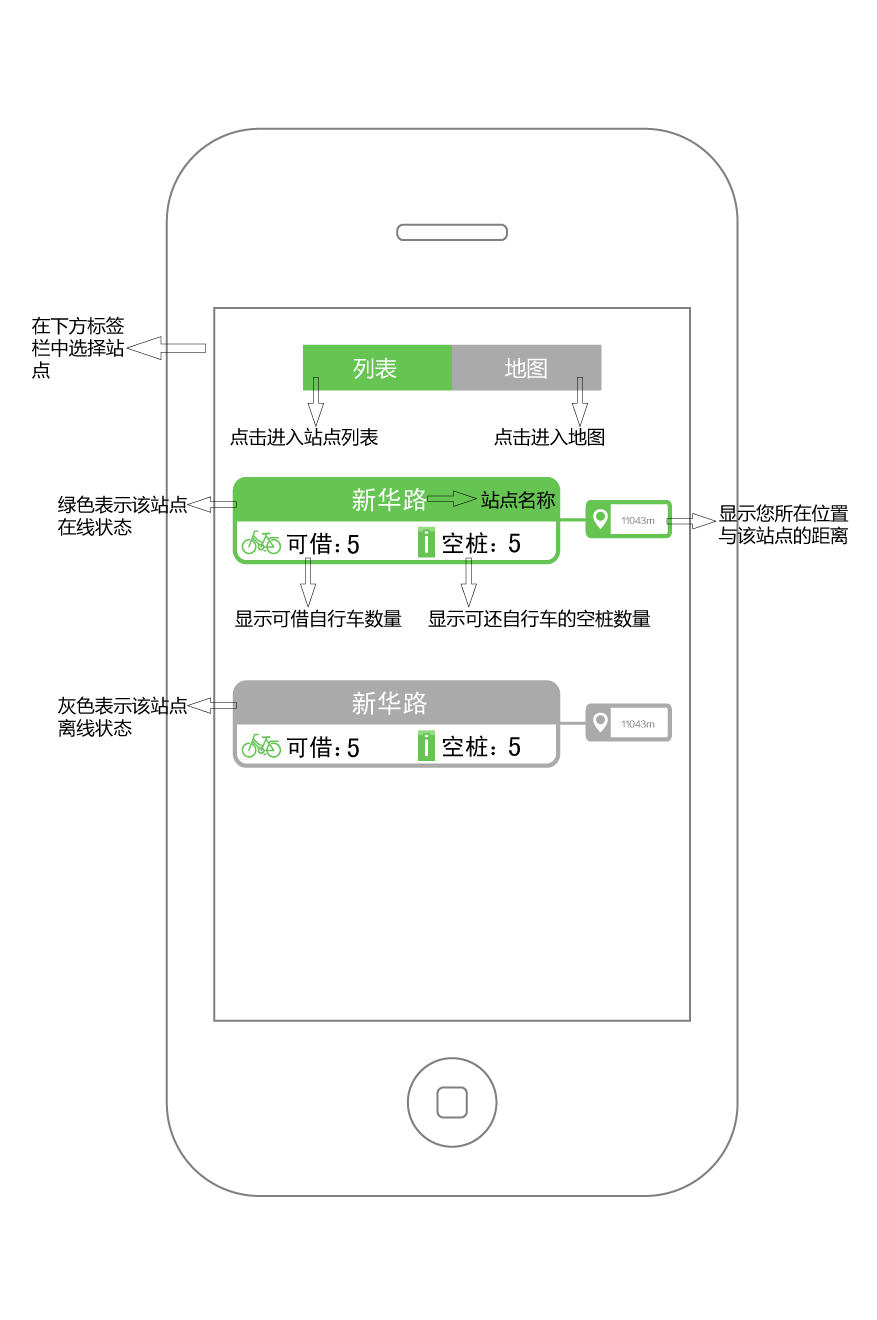 在下方标签
栏中选择站
点
列表
地图
点击进入站点列表
点击进入地图
绿色表示该站点
在线状态
新华路
站点名称
11043m
显示您所在位置
与该站点的距离
可借：5
空桩：5
显示可借自行车数量
显示可还自行车的空桩数量
灰色表示该站点
离线状态
新华路
11043m
可借：5
空桩：5